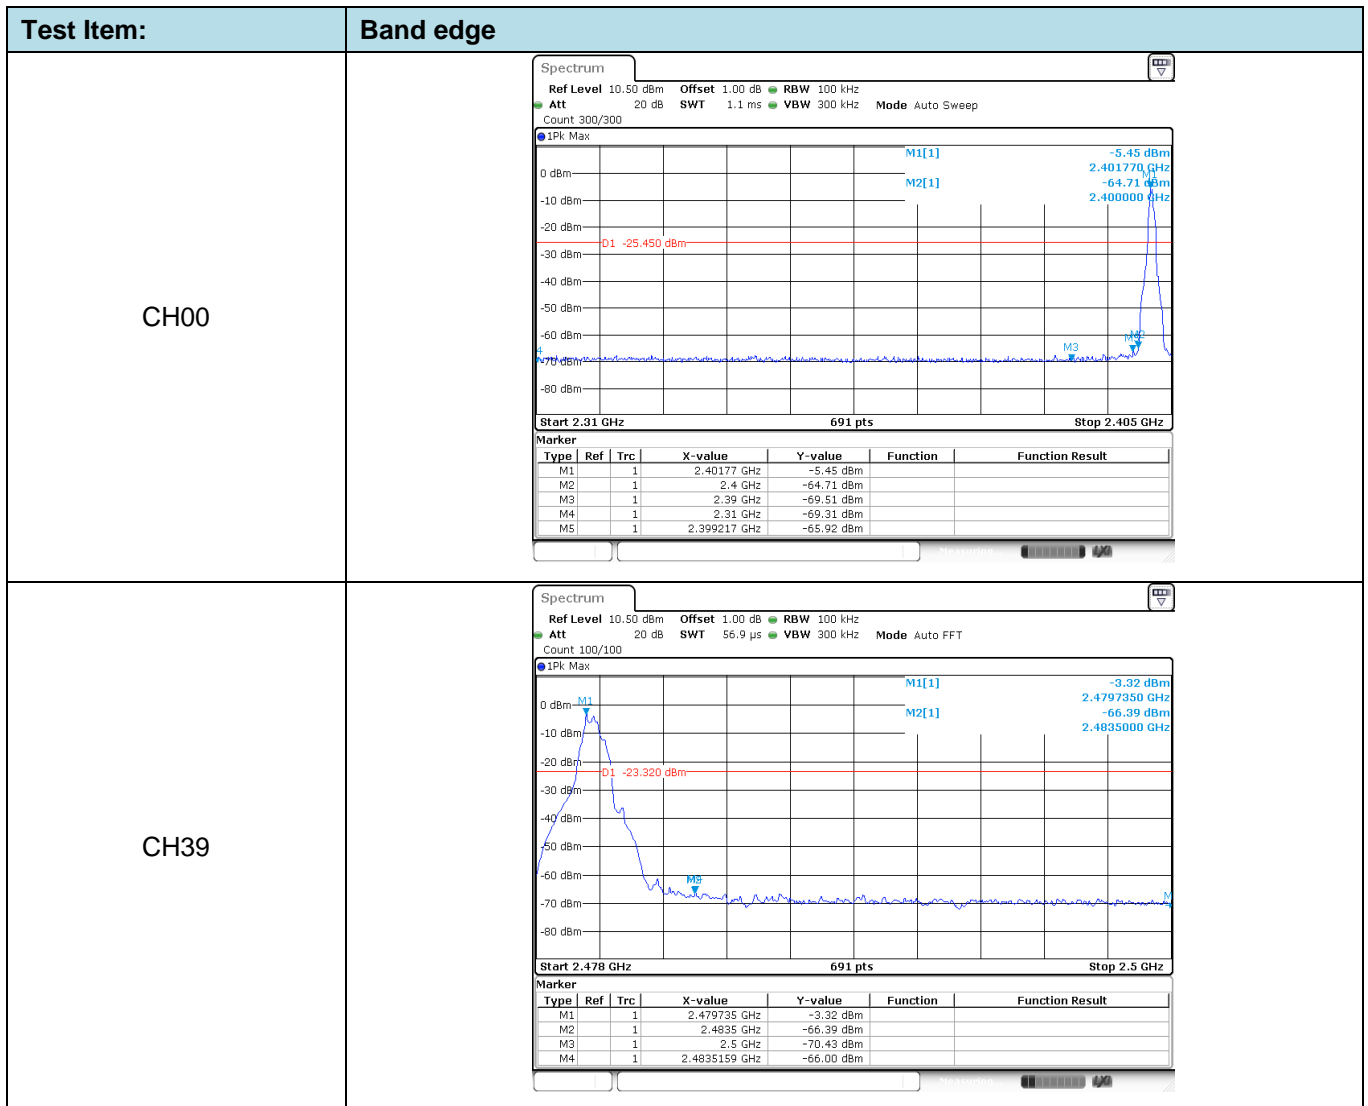 Test Item: Band edge
CH00
Spectrum
Ref Level 10.50 dBm Offset 1.00 dB RBW 100 kHz
Att 20 dB SWT 1.1 ms VBW 300 kHz Mode Auto Sweep
Count 300/300
1Pk Max
M1[1] -5.45 dBm
2.401770 GHz
M2[1] -64.71 dBm
2.400000 GHz
M1
0 dBm
-10 dBm
-20 dBm
D1 -25.450 dBm
-30 dBm
-40 dBm
-50 dBm
-60 dBm
M2
M3
4
-70 dBm
-80 dBm
Start 2.31 GHz 691 pts Stop 2.405 GHz
Marker
Type Ref Trc X-value Y-value Function Function Result
M1 1 2.40177 GHz -5.45 dBm
M2 1 2.4 GHz -64.71 dBm
M3 1 2.39 GHz -69.51 dBm
M4 1 2.31 GHz -69.31 dBm
M5 1 2.399217 GHz -65.92 dBm
Measuring...
LXI
CH39
Spectrum
Ref Level 10.50 dBm Offset 1.00 dB RBW 100 kHz
Att 20 dB SWT 56.9 µs VBW 300 kHz Mode Auto FFT
Count 100/100
1Pk Max
M1[1] -3.32 dBm
2.4797350 GHz
M2[1] -66.39 dBm
2.4835000 GHz
M1
0 dBm
-10 dBm
-20 dBm
D1 -23.320 dBm
-30 dBm
-40 dBm
-50 dBm
-60 dBm
-70 dBm
-80 dBm
Start 2.478 GHz 691 pts Stop 2.5 GHz
Marker
Type Ref Trc X-value Y-value Function Function Result
M1 1 2.479735 GHz -3.32 dBm
M2 1 2.4835 GHz -66.39 dBm
M3 1 2.5 GHz -70.43 dBm
M4 1 2.4835159 GHz -66.00 dBm
Measuring...
LXI